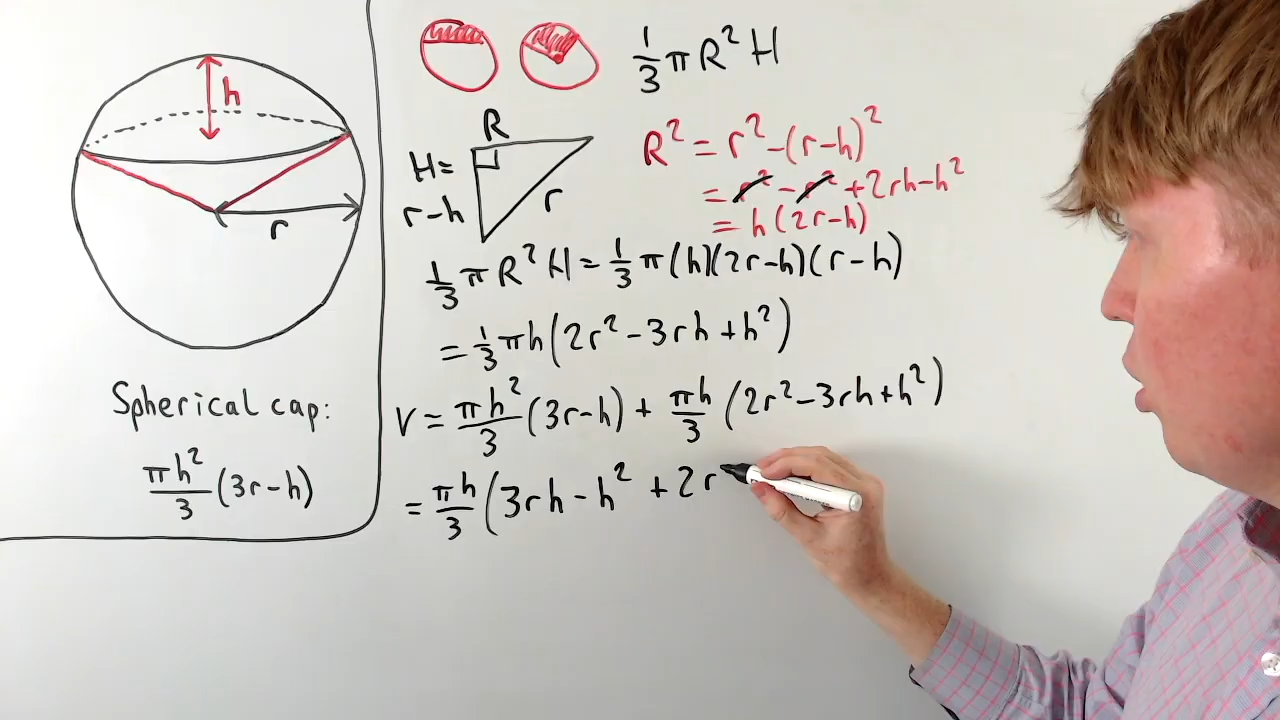 h
r
Spherical cap:
πh²/3 (3r-h)
1/3 πR²H
R
H=
r-h
r
R² = r² -(r-h)²
= r² - r² +2rh-h²
= h(2r-h)
1/3 πR²H = 1/3 π(h)(2r-h)(r-h)
= 1/3 πh(2r² -3rh +h²)
V = πh²/3 (3r-h) + πh/3 (2r² -3rh+h²)
= πh/3 (3rh - h² + 2r